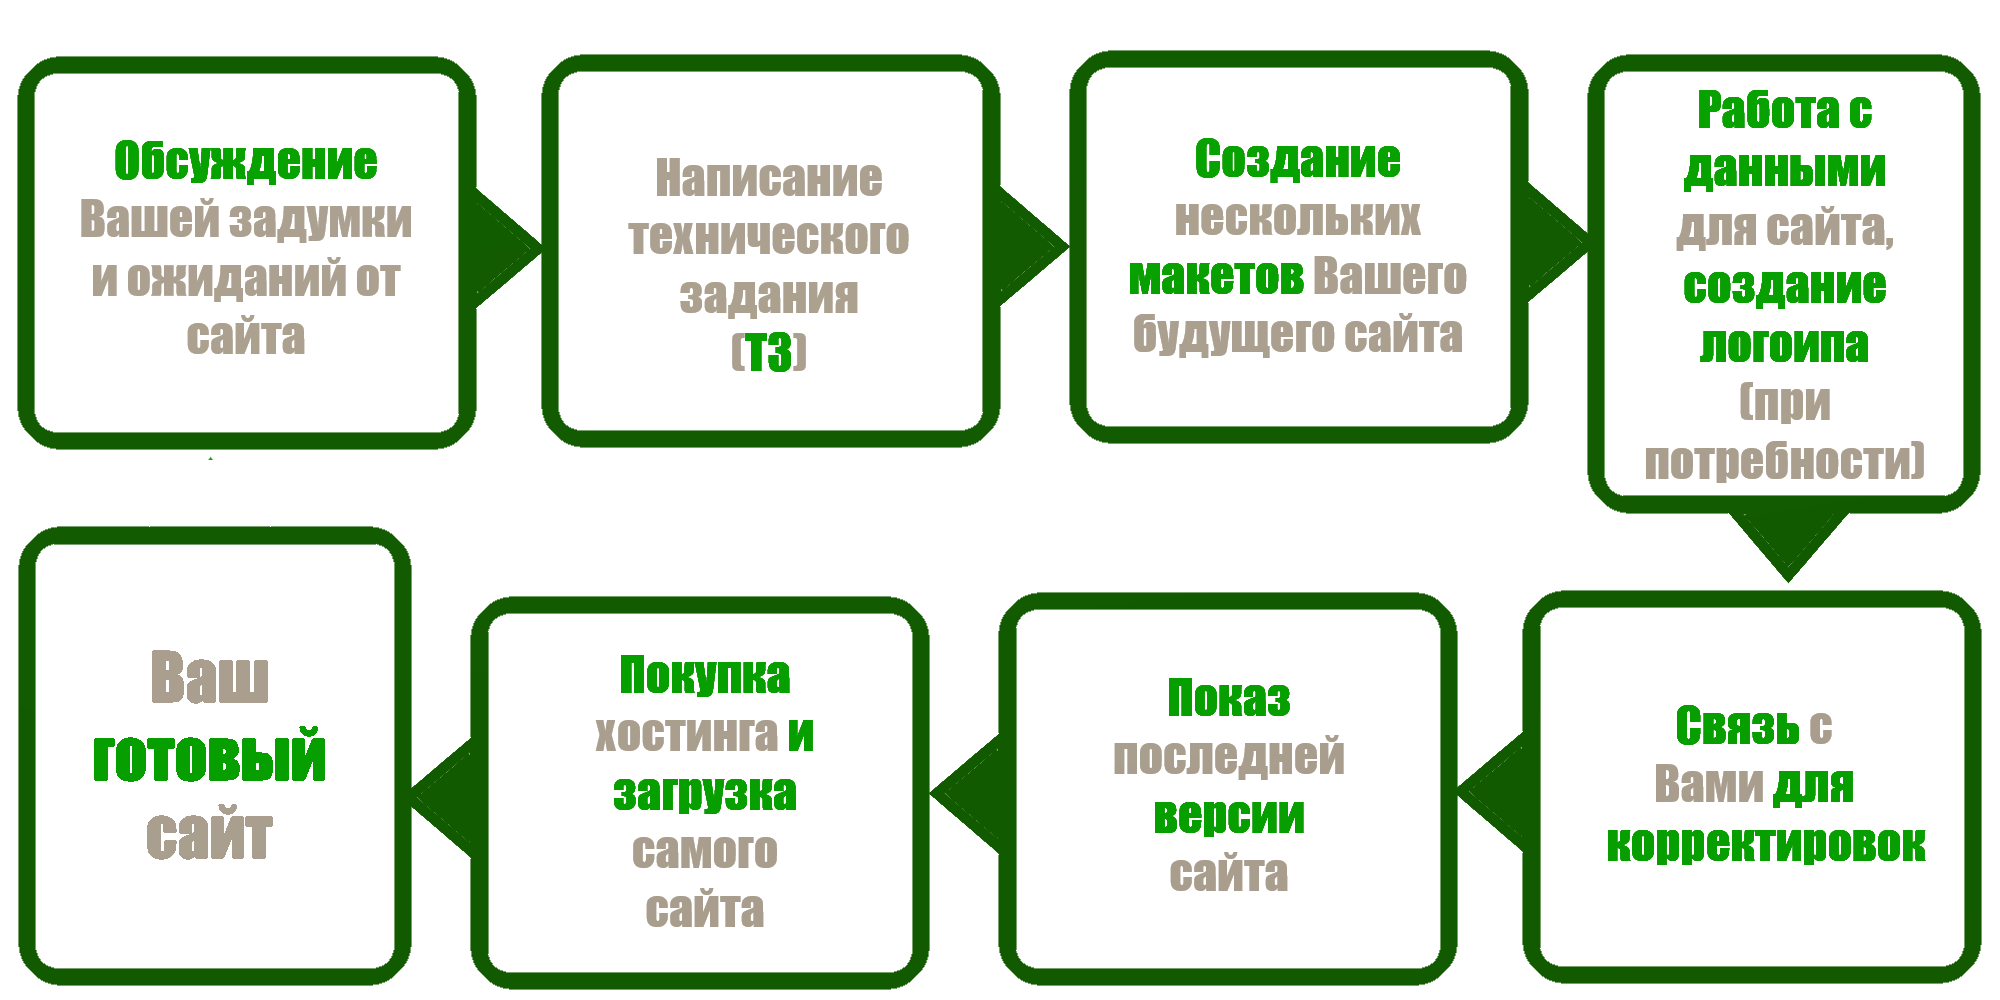 Обсуждение
Вашей задумки
и ожиданий от
сайта
Написание
технического
задания
(ТЗ)
Создание
нескольких
макетов Вашего
будущего сайта
Работа с
данными
для сайта,
создание
логоипа
(при
потребности)
Связь с
Вами для
корректировок
Показ
последней
версии
сайта
Покупка
хостинга и
загрузка
самого
сайта
Ваш
готовый
сайт